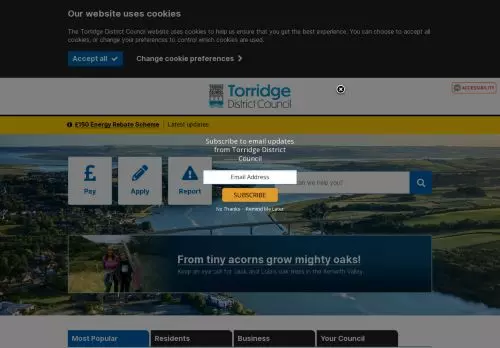 Our website uses cookies
The Torridge District Council website uses cookies to help us ensure that you get the best experience. You can choose to accept all
cookies, or change your preferences to control which cookies are used.
Accept all
Change cookie preferences
Torridge
District Council
ACCESSIBILITY
£150 Energy Rebate Scheme | Latest updates
Subscribe to email updates
from Torridge District
Council
Pay
Apply
Report
Email Address
can we help you?
SUBSCRIBE
No Thanks
Remind Me Later
From tiny acorns grow mighty oaks!
Keep an eye out for Jack and oak trees in the Kenwith Valley.
Most Popular
Residents
Business
Your Council